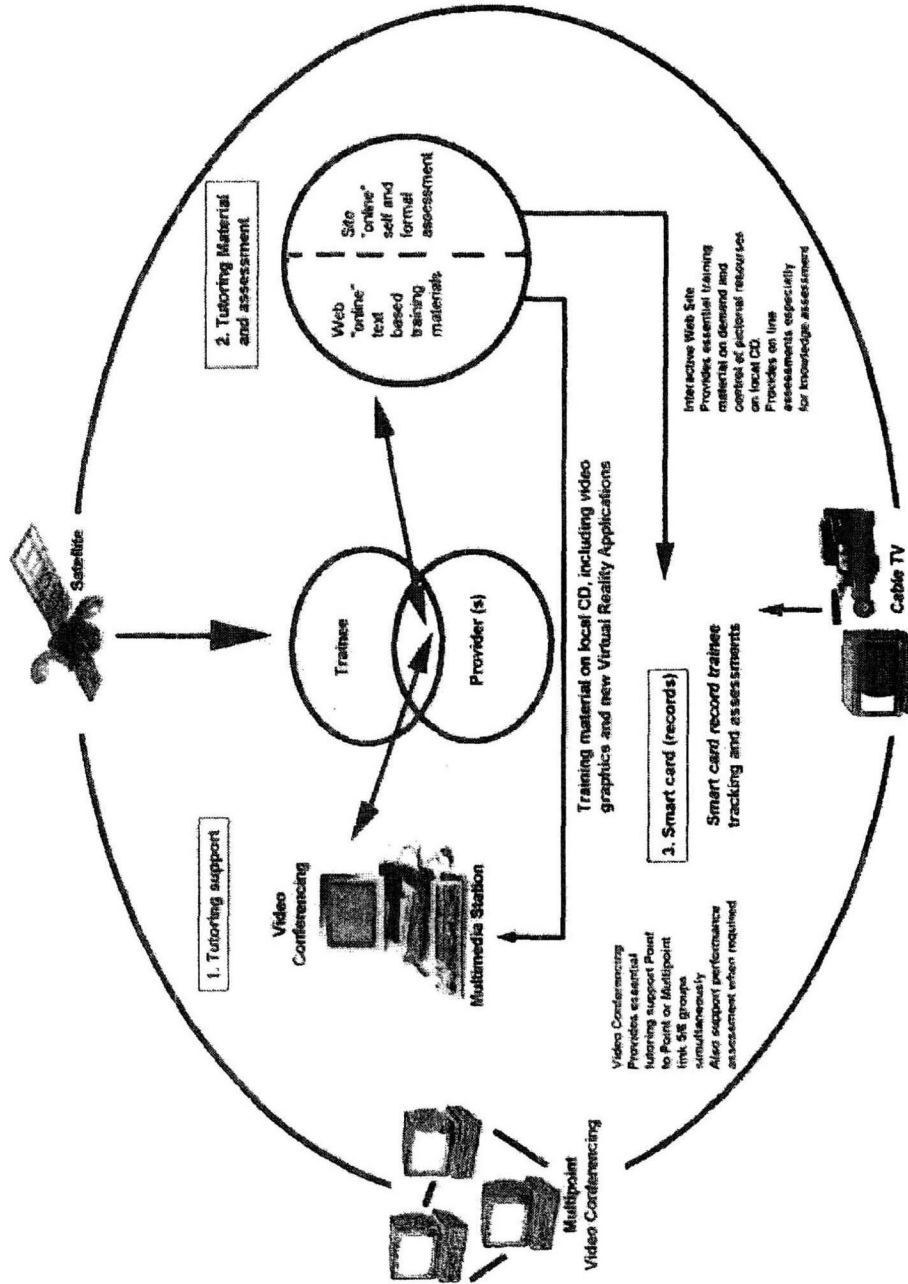 Satellite
1. Tutoring support
2. Tutoring Material
and assessment
Video
Conferencing
Multimedia Station
Trainee
Provider (s)
Web
"online"
text
based
training
materials
Site
"online"
self and
formal
assessment
Multipoint
Video Conferencing
Training material on local CD, including video
graphics and new Virtual Reality Applications
Video Conferencing
Provides essential
tutoring support Point
to Point or Multipoint
link 5/6 groups
simultaneously
Also support performance
assessment when required
3. Smart card (records)
Smart card record trainee
tracking and assessments
Interactive Web Site
Provides essential training
material on demand and
control of pictorial resourses
on local CD.
Provides on line
assessments especially
for knowledge assessment
Cable TV